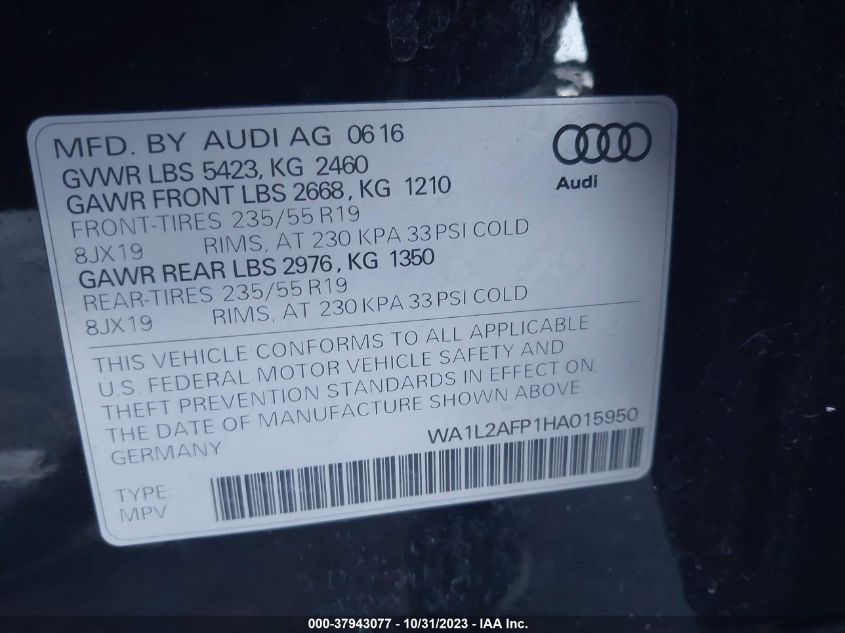 MFD. BY AUDI AG 0616
GVWR LBS 5423, KG 2460
GAWR FRONT LBS 2668, KG 1210
FRONT-TIRES 235/55 R19
8JX19 RIMS, AT 230 KPA 33 PSI COLD
GAWR REAR LBS 2976, KG 1350
REAR-TIRES 235/55 R19
8JX19 RIMS, AT 230 KPA 33 PSI COLD
Audi
THIS VEHICLE CONFORMS TO ALL APPLICABLE
U.S. FEDERAL MOTOR VEHICLE SAFETY AND
THEFT PREVENTION STANDARDS IN EFFECT ON
THE DATE OF MANUFACTURE SHOWN ABOVE.
GERMANY WA1L2AFP1HA015950
TYPE:
MPV
000-37943077 - 10/31/2023 - IAA Inc.